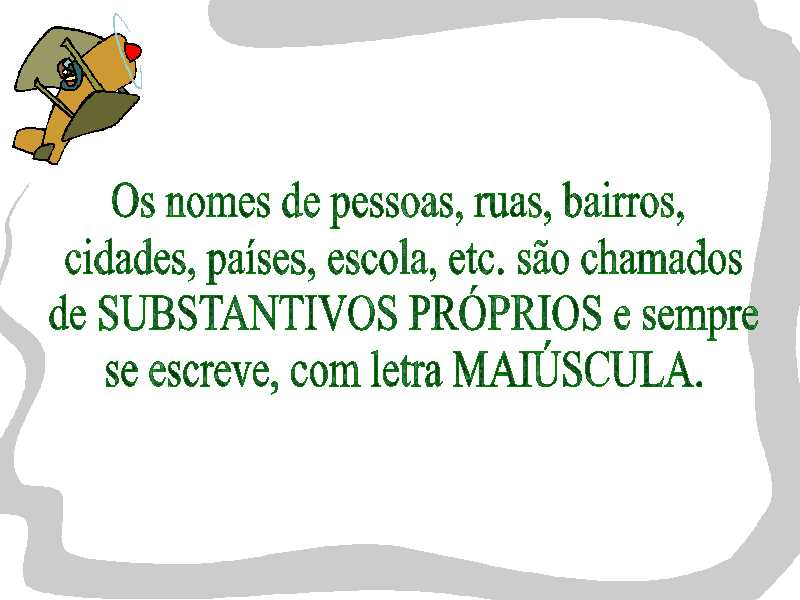 Os nomes de pessoas, ruas, bairros,
cidades, países, escola, etc. são chamados
de SUBSTANTIVOS PRÓPRIOS e sempre
se escreve, com letra MAIÚSCULA.